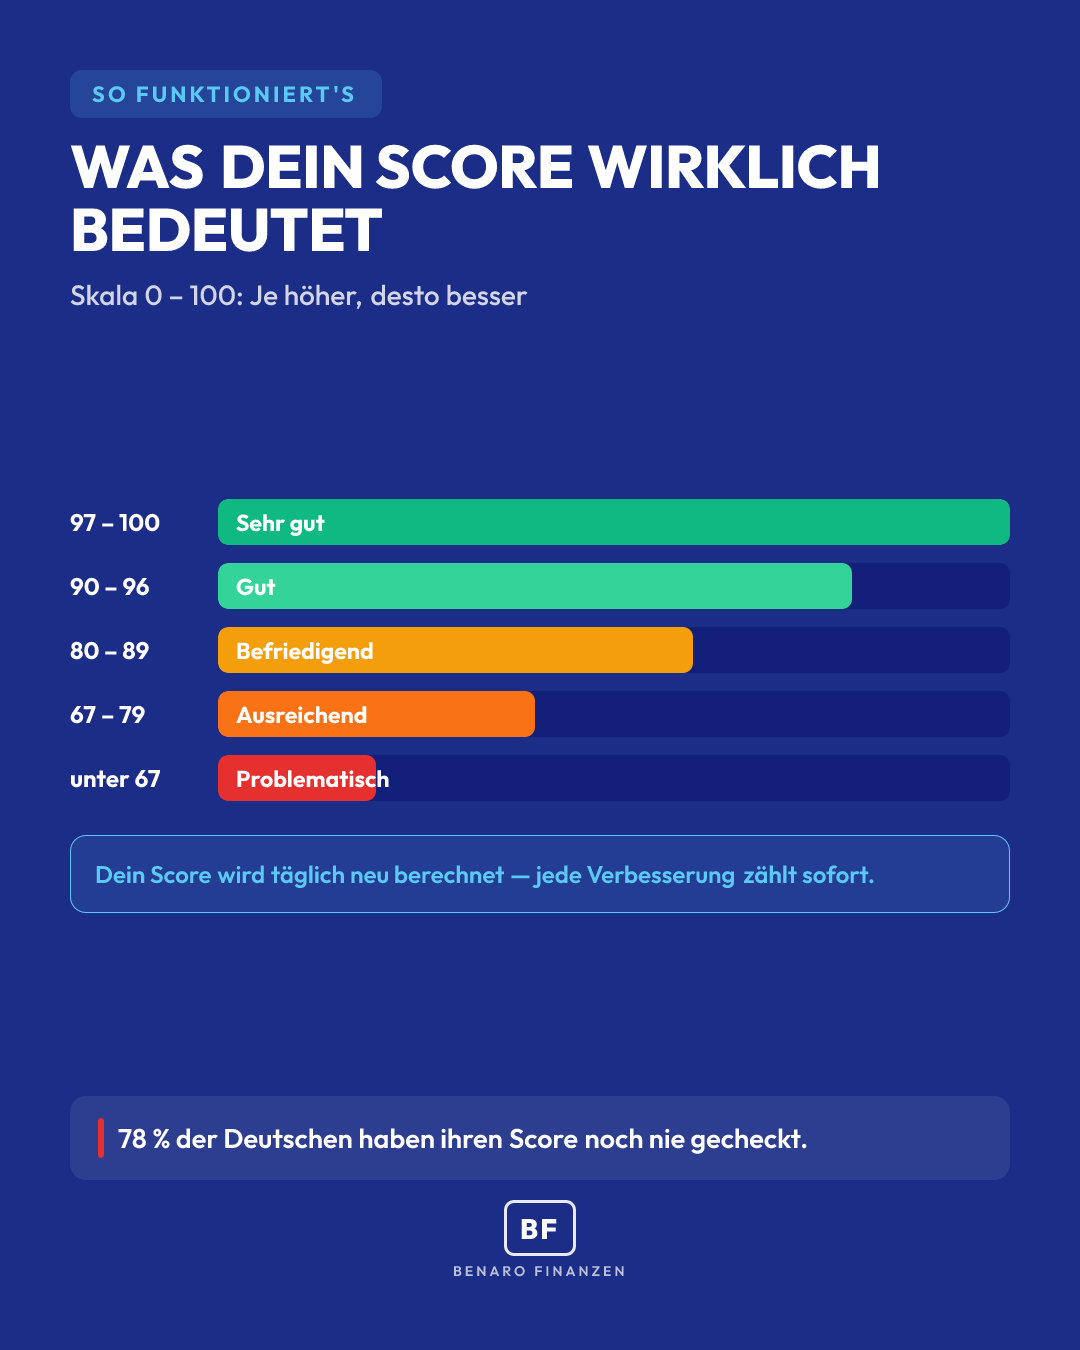 SO FUNKTIONIERT'S
WAS DEIN SCORE WIRKLICH
BEDEUTET
Skala 0 – 100: Je höher, desto besser
97 – 100 Sehr gut
90 – 96 Gut
80 – 89 Befriedigend
67 – 79 Ausreichend
unter 67 Problematisch
Dein Score wird täglich neu berechnet — jede Verbesserung zählt sofort.
78 % der Deutschen haben ihren Score noch nie gecheckt.
BF
BENARO FINANZEN